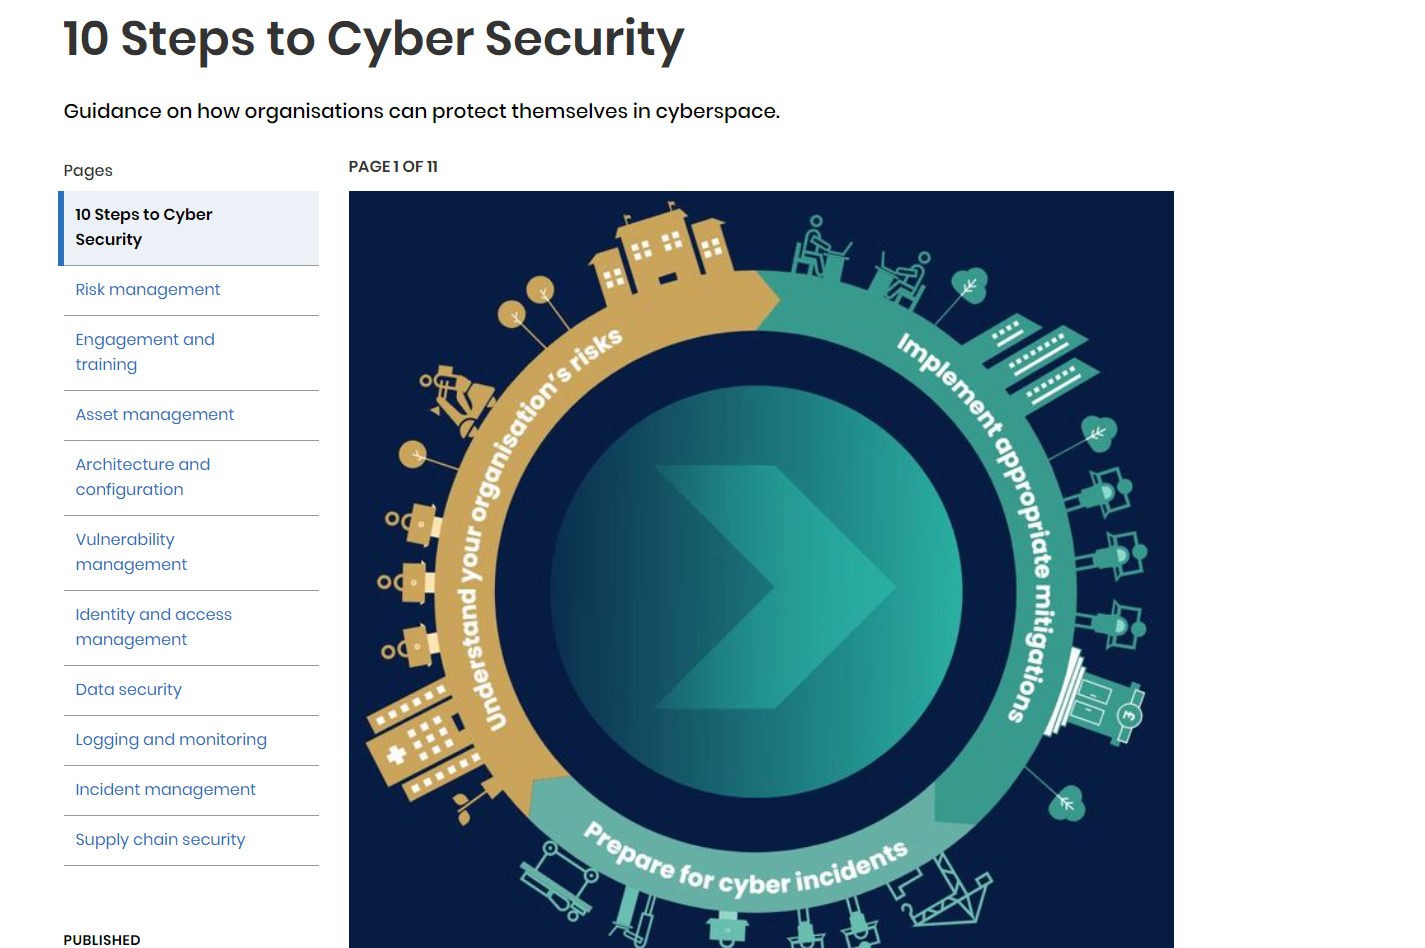 10 Steps to Cyber Security
Guidance on how organisations can protect themselves in cyberspace.
Pages
10 Steps to Cyber
Security
Risk management
Engagement and
training
Asset management
Architecture and
configuration
Vulnerability
management
Identity and access
management
Data security
Logging and monitoring
Incident management
Supply chain security
PUBLISHED
PAGE 1 OF 11
Understand your organisation's risks
Implement appropriate mitigations
3
Prepare for cyber incidents